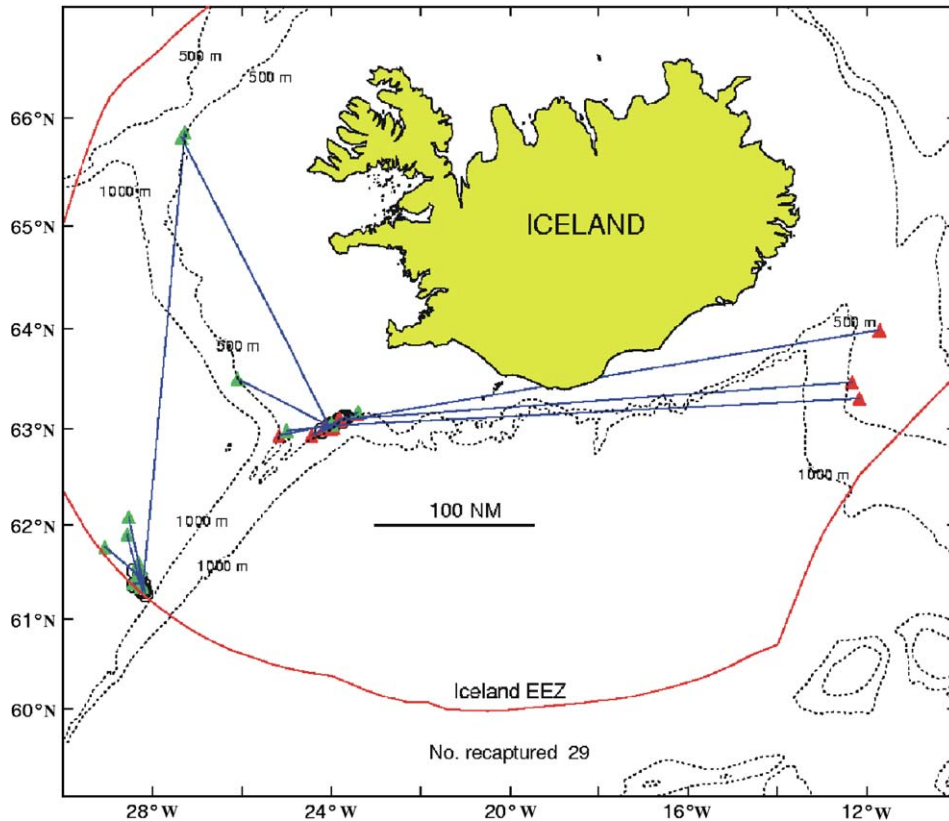 500 m
500 m
66°N
1000 m
65°N
ICELAND
64°N
500 m
500 m
63°N
1000 m
62°N
100 NM
1000 m
1000 m
61°N
Iceland EEZ
60°N
No. recaptured 29
28°W
24°W
20°W
16°W
12°W